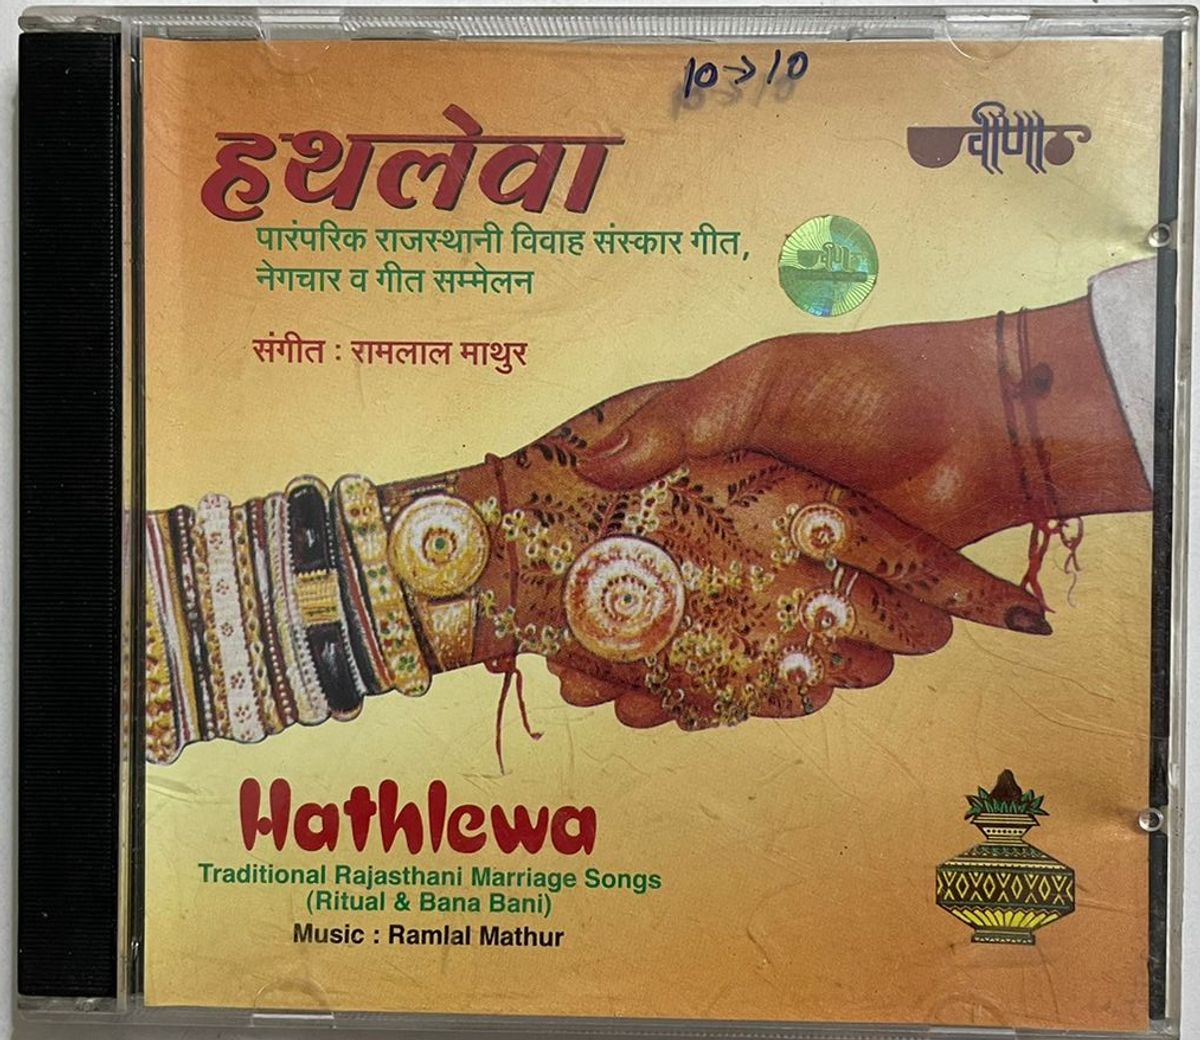 10→10
हथलेवा
वीणा
पारंपरिक राजस्थानी विवाह संस्कार गीत,
नेगचार व गीत सम्मेलन
वीणा
संगीत : रामलाल माथुर
Hathlewa
Traditional Rajasthani Marriage Songs
(Ritual & Bana Bani)
Music : Ramlal Mathur